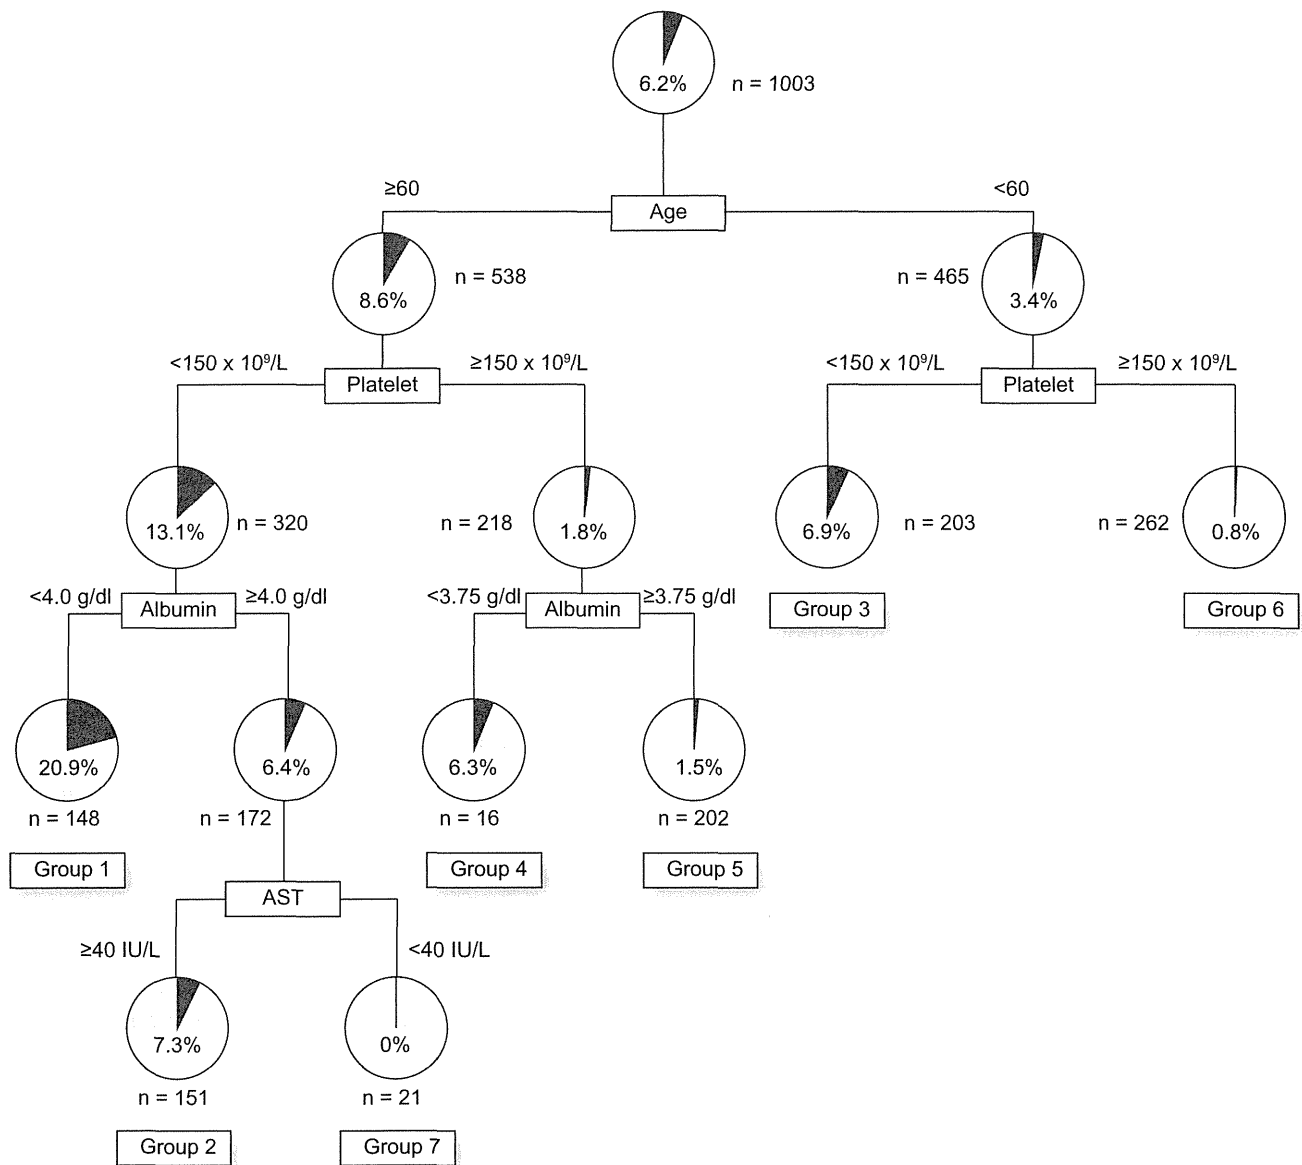 6.2%
n = 1003
≥60
<60
Age
8.6%
n = 538
n = 465
3.4%
<150 x 10⁹/L
≥150 x 10⁹/L
<150 x 10⁹/L
≥150 x 10⁹/L
Platelet
Platelet
13.1%
n = 320
n = 218
1.8%
6.9%
n = 203
n = 262
0.8%
<4.0 g/dl
Albumin
≥4.0 g/dl
<3.75 g/dl
Albumin
≥3.75 g/dl
Group 3
Group 6
20.9%
6.4%
6.3%
1.5%
n = 148
n = 172
n = 16
n = 202
Group 1
Group 4
Group 5
AST
≥40 IU/L
<40 IU/L
7.3%
0%
n = 151
n = 21
Group 2
Group 7